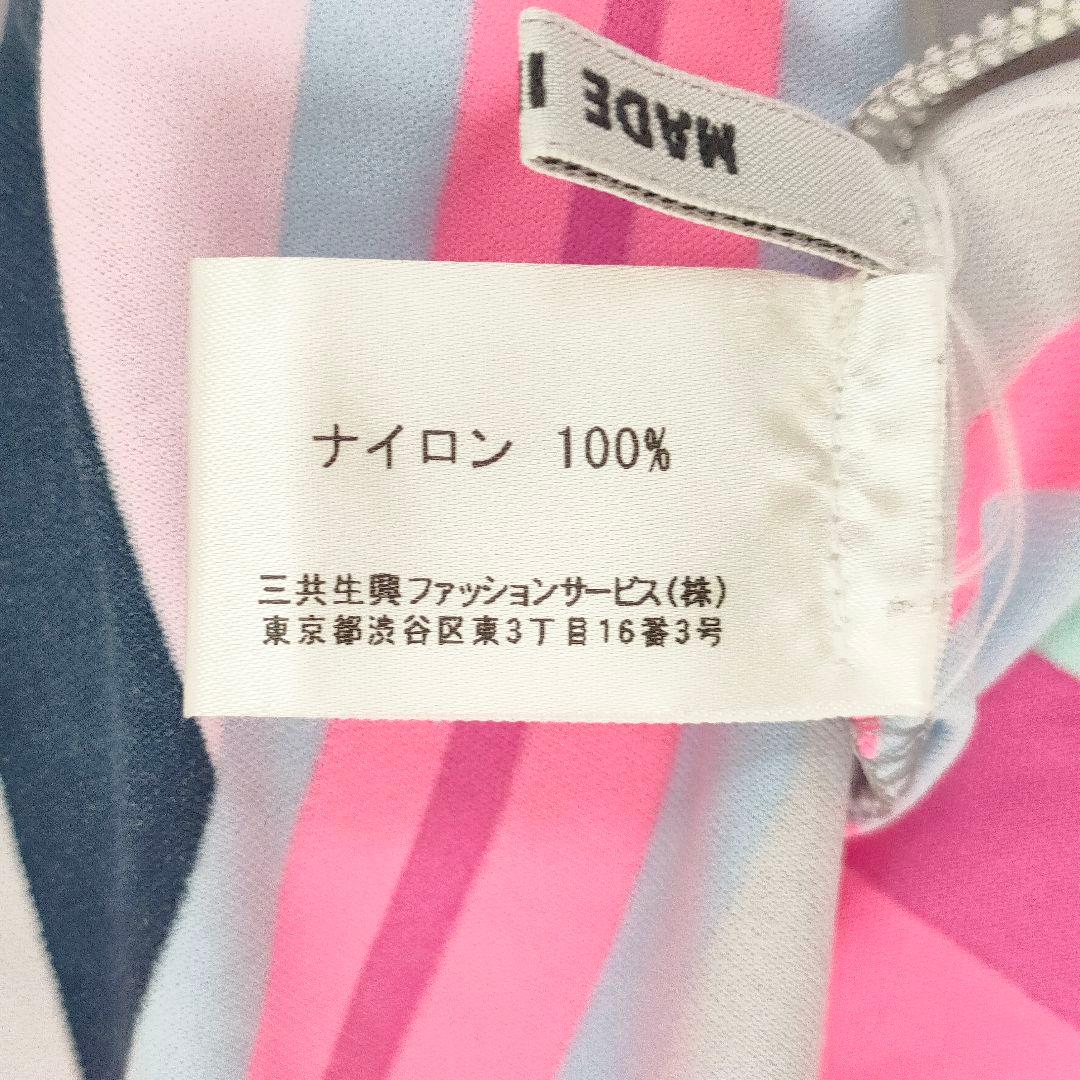 MADE
ナイロン 100%
三共生興ファッションサービス(株)
東京都渋谷区東3丁目16番3号